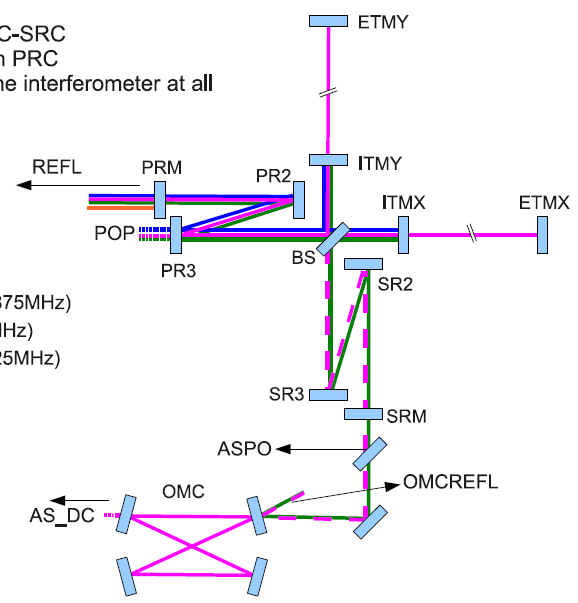 C-SRC
PRC
interferometer at all
ETMY
ITMY
REFL
PRM
PR2
ITMX
ETMX
POP
PR3
BS
SR2
375MHz)
Hz)
25MHz)
SR3
SRM
ASPO
OMC
OMCREFL
AS_DC